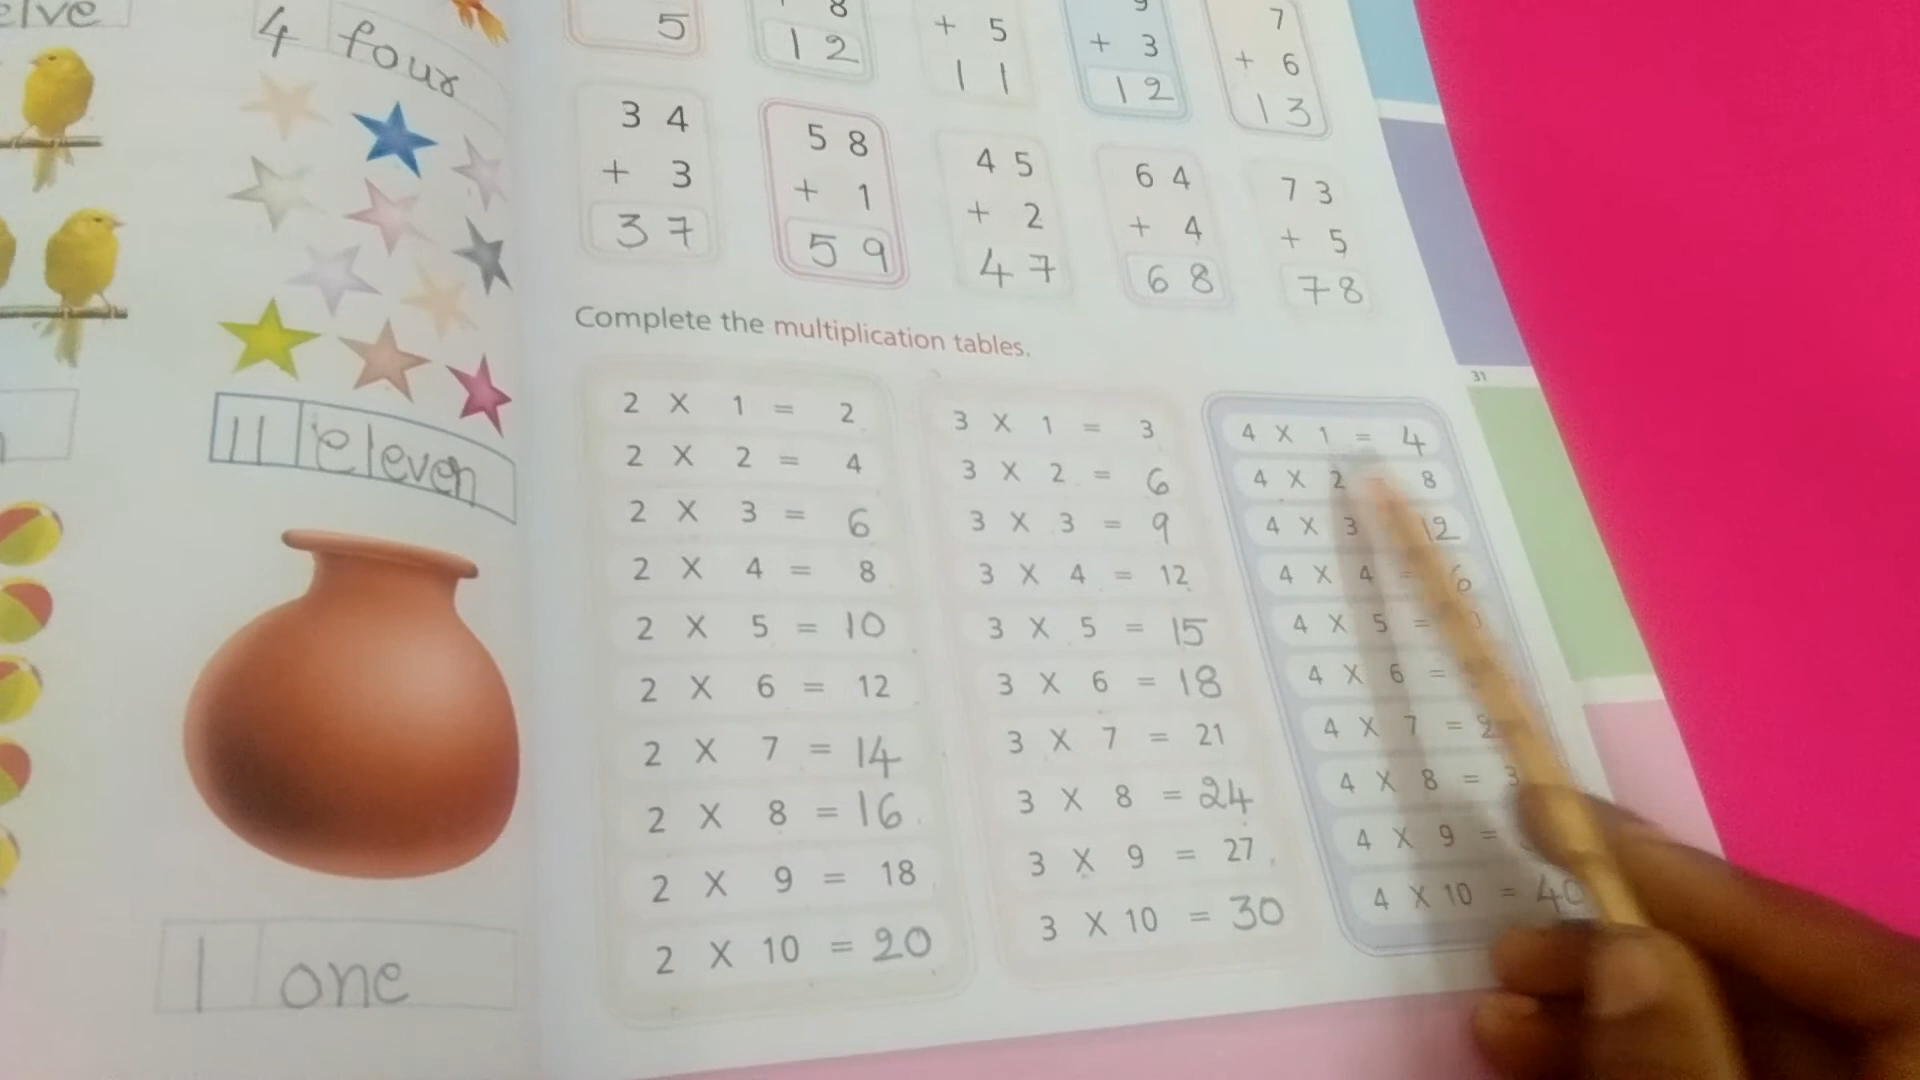 elve
4 four
11 eleven
1 one
5
8
12
+ 5
11
9
+ 3
12
7
+ 6
13
34
+ 3
37
58
+ 1
59
45
+ 2
47
64
+ 4
68
73
+ 5
78
Complete the multiplication tables.
31
2 X 1 = 2
2 X 2 = 4
2 X 3 = 6
2 X 4 = 8
2 X 5 = 10
2 X 6 = 12
2 X 7 = 14
2 X 8 = 16
2 X 9 = 18
2 X 10 = 20
3 X 1 = 3
3 X 2 = 6
3 X 3 = 9
3 X 4 = 12
3 X 5 = 15
3 X 6 = 18
3 X 7 = 21
3 X 8 = 24
3 X 9 = 27
3 X 10 = 30
4 X 1 = 4
4 X 2 = 8
4 X 3 12
4 X 4 = 6
4 X 5 =
4 X 6 =
4 X 7 = 2
4 X 8 = 3
4 X 9 =
4 X 10 = 40